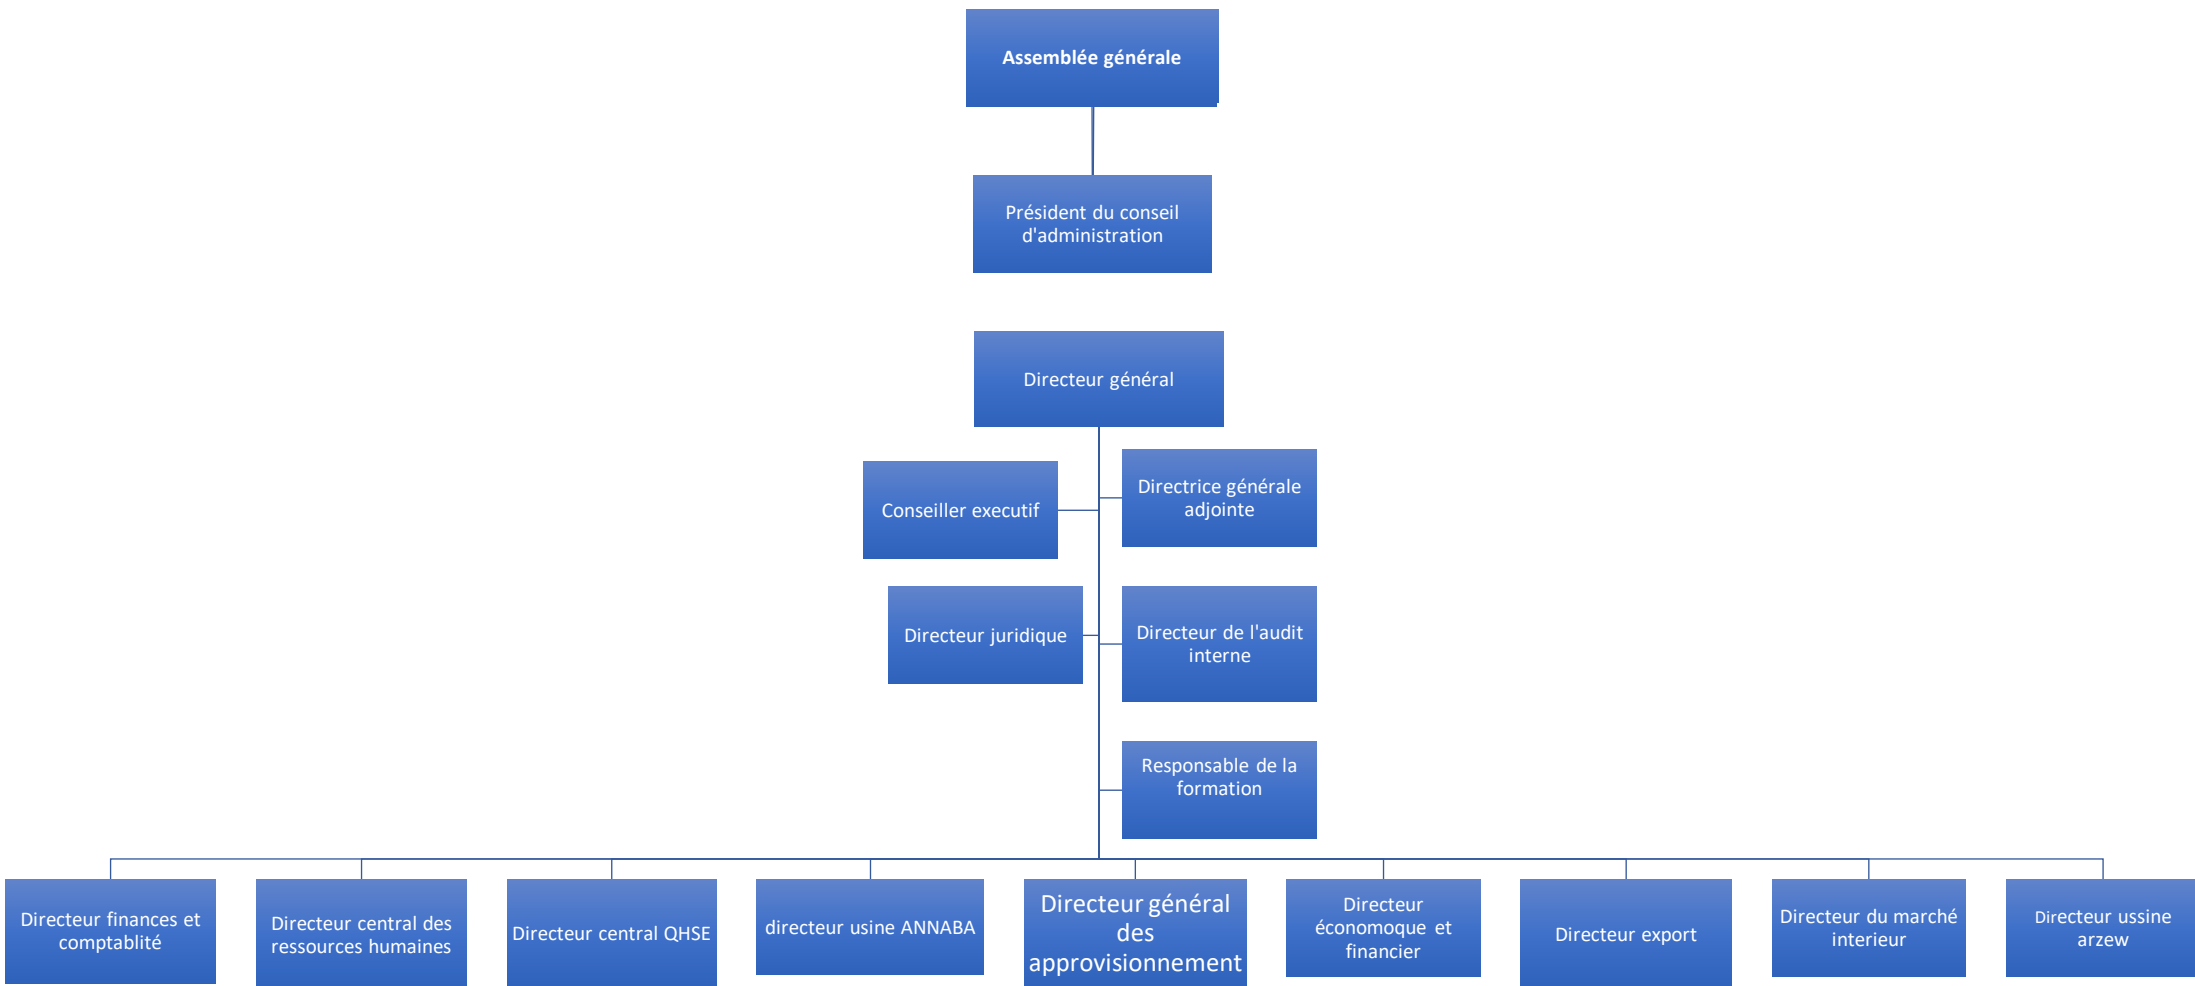 Assemblée générale
Président du conseil
d'administration
Directeur général
Conseiller executif
Directrice générale
adjointe
Directeur juridique
Directeur de l'audit
interne
Responsable de la
formation
Directeur finances et
comptablité
Directeur central des
ressources humaines
Directeur central QHSE
directeur usine ANNABA
Directeur général
des
approvisionnement
Directeur
économoque et
financier
Directeur export
Directeur du marché
interieur
Directeur ussine
arzew